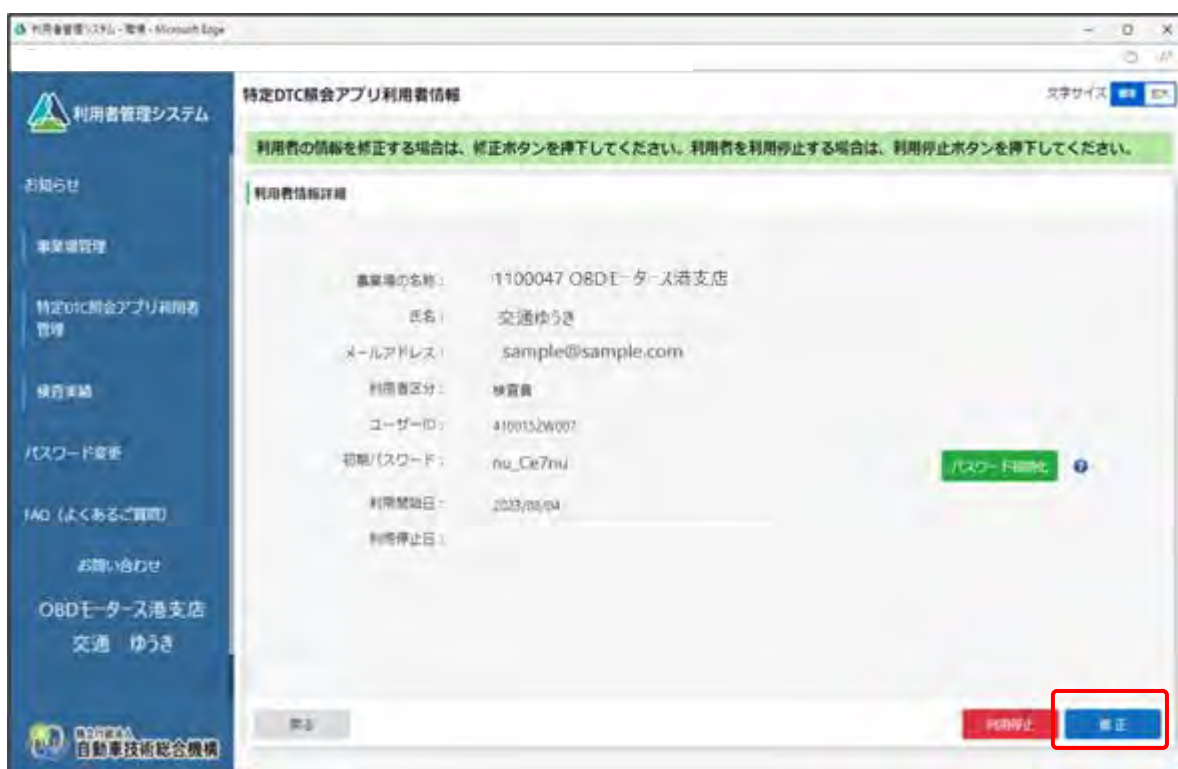 利用者管理システム - 環境 - Microsoft Edge
利用者管理システム
特定DTC照会アプリ利用者情報
文字サイズ 標準 拡大
利用者の情報を修正する場合は、修正ボタンを押下してください。利用者を利用停止する場合は、利用停止ボタンを押下してください。
お知らせ
利用者情報詳細
事業場管理
事業場の名称: 1100047 OBDモータース港支店
特定DTC照会アプリ利用者
管理
氏名: 交通ゆうき
メールアドレス: sample@sample.com
検査実績
利用者区分: 検査員
ユーザーID: 4100152W007
パスワード変更
初期パスワード: nu_Ce7nu
パスワード初期化
利用開始日: 2023/08/04
FAQ (よくあるご質問)
利用停止日:
お問い合わせ
OBDモータース港支店
交通 ゆうき
戻る
利用停止
修正
自動車技術総合機構